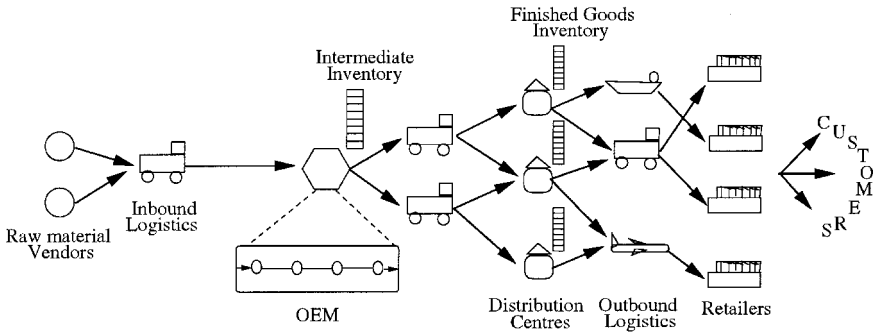 Finished Goods
Inventory
Intermediate
Inventory
CUSTOMERS
Inbound
Logistics
Raw material
Vendors
OEM
Distribution
Centres
Outbound
Logistics
Retailers